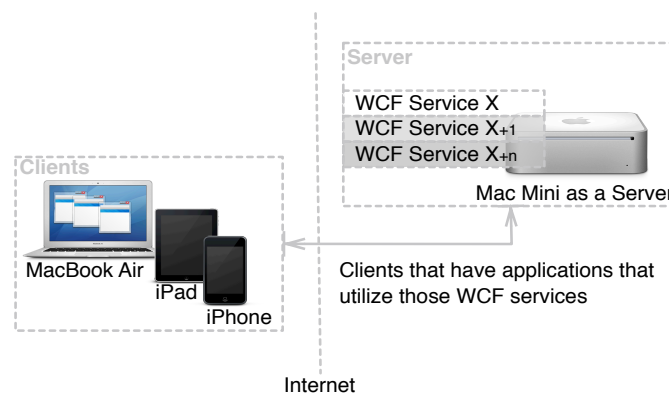 Server
WCF Service X
WCF Service X+1
WCF Service X+n
Mac Mini as a Server
Clients
MacBook Air
iPad
iPhone
Clients that have applications that
utilize those WCF services
Internet